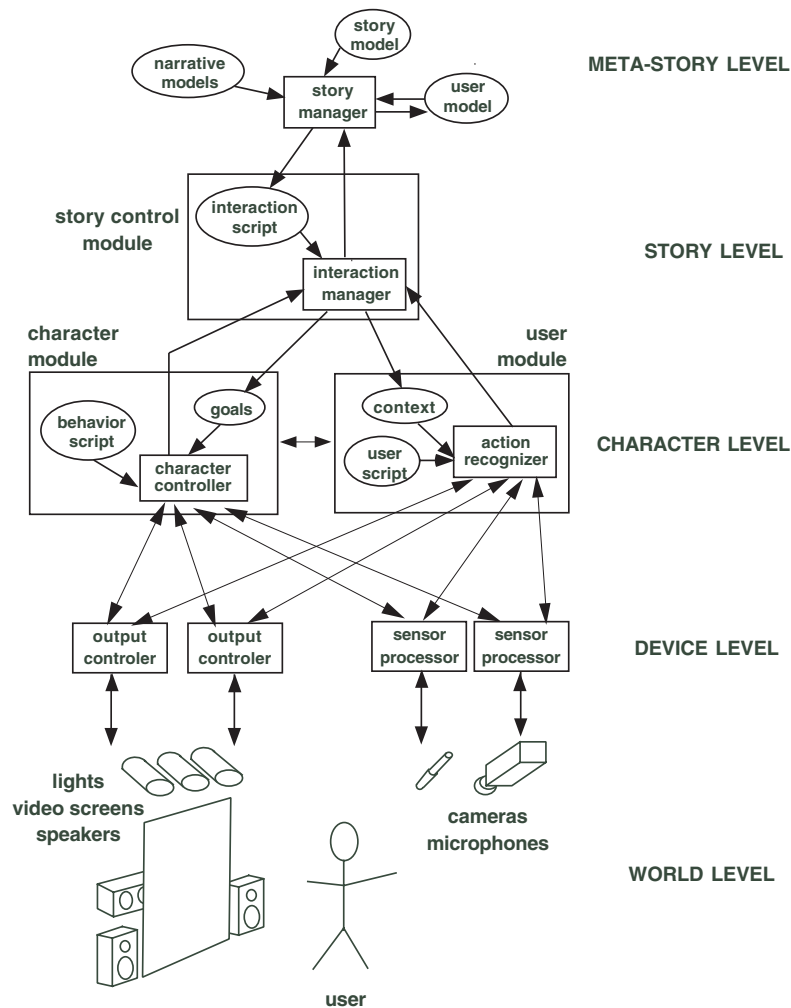 story
model
META-STORY LEVEL
narrative
models
story
manager
user
model
interaction
script
story control
module
STORY LEVEL
interaction
manager
character
module
user
module
goals
context
behavior
script
CHARACTER LEVEL
action
recognizer
user
script
character
controller
output
controler
output
controler
sensor
processor
sensor
processor
DEVICE LEVEL
lights
video screens
speakers
cameras
microphones
WORLD LEVEL
user